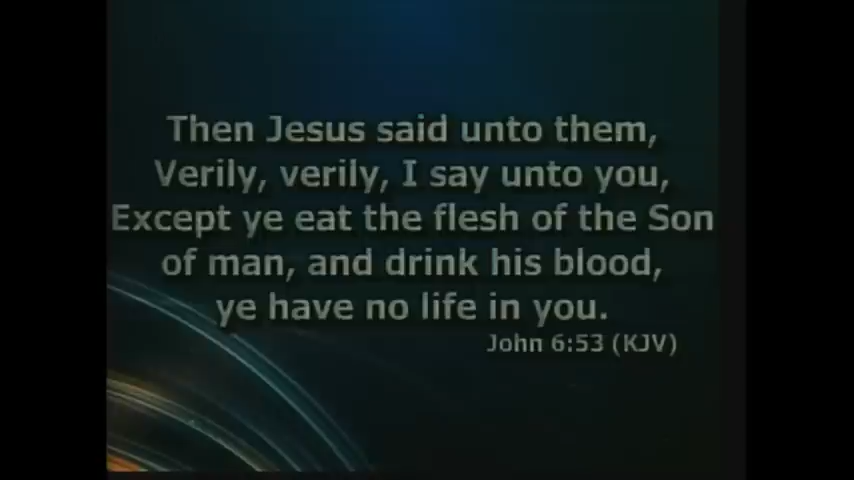 Then Jesus said unto them,
Verily, verily, I say unto you,
Except ye eat the flesh of the Son
of man, and drink his blood,
ye have no life in you.
John 6:53 (KJV)